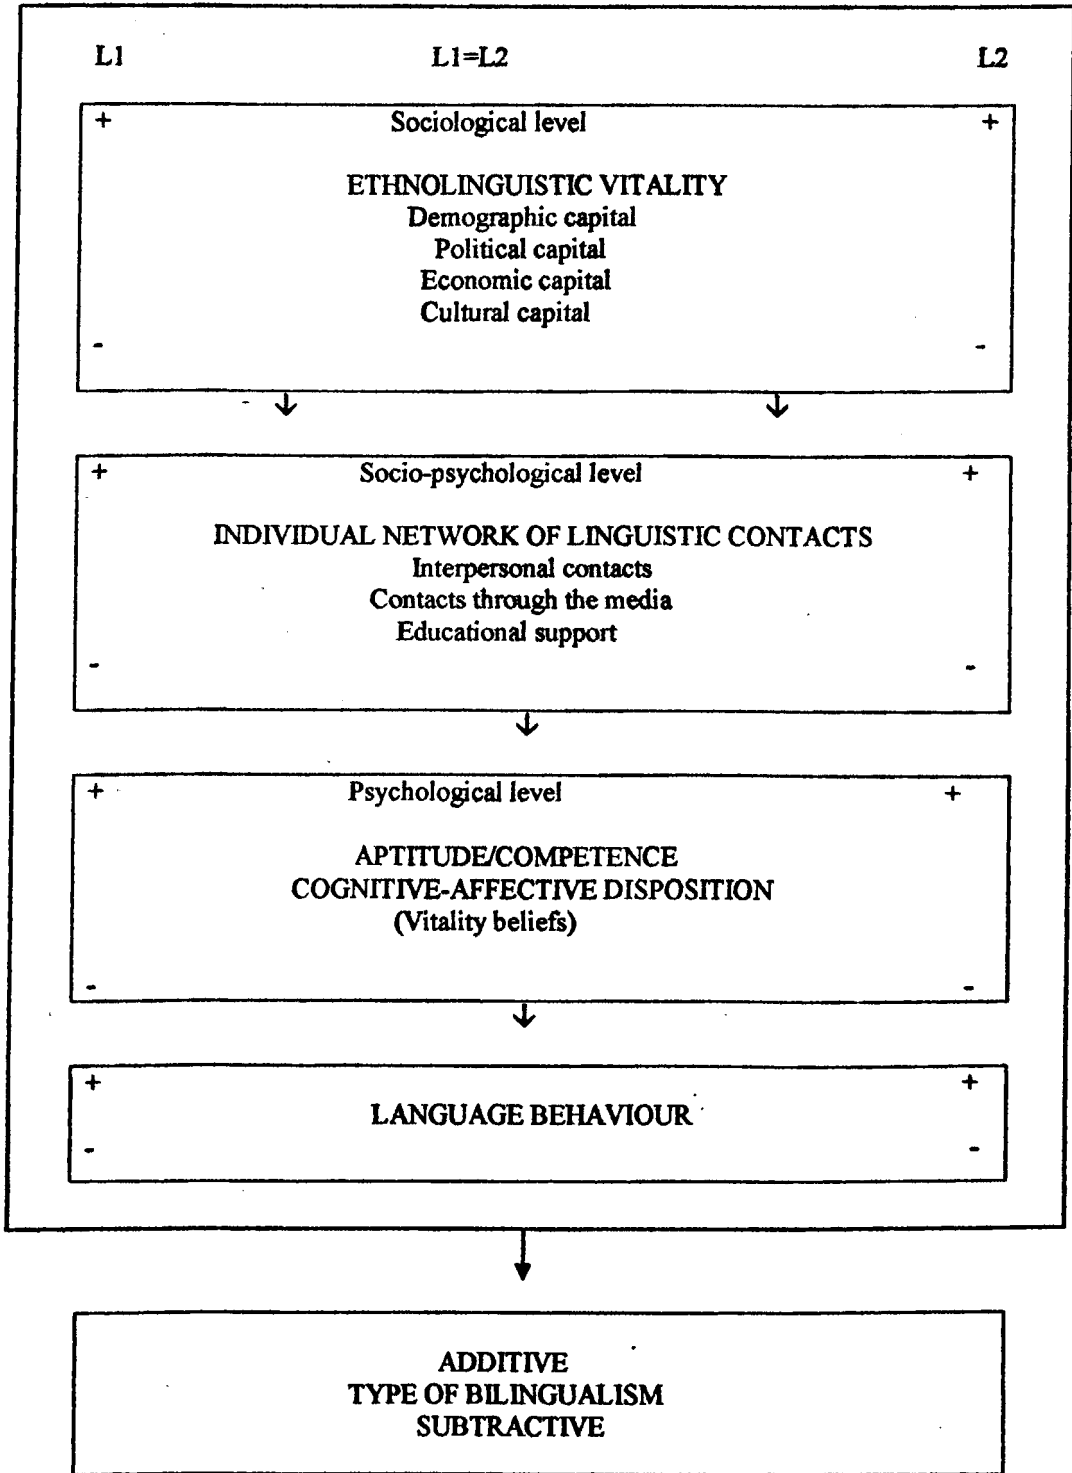 L1 L1=L2 L2
+ Sociological level +
ETHNOLINGUISTIC VITALITY
Demographic capital
Political capital
Economic capital
Cultural capital
- -
+ Socio-psychological level +
INDIVIDUAL NETWORK OF LINGUISTIC CONTACTS
Interpersonal contacts
Contacts through the media
Educational support
- -
+ Psychological level +
APTITUDE/COMPETENCE
COGNITIVE-AFFECTIVE DISPOSITION
(Vitality beliefs)
- -
+ +
LANGUAGE BEHAVIOUR
- -
ADDITIVE
TYPE OF BILINGUALISM
SUBTRACTIVE